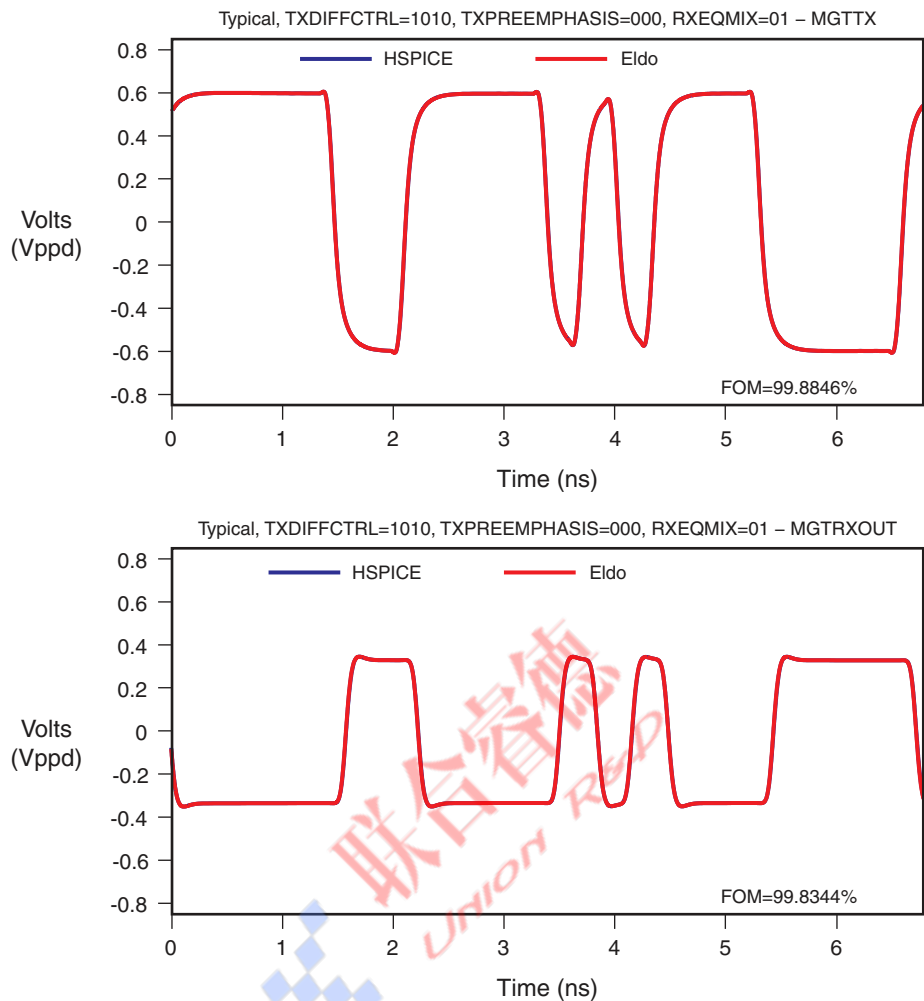 Typical, TXDIFFCTRL=1010, TXPREEMPHASIS=000, RXEQMIX=01 – MGTTX
HSPICE
Eldo
0.8
0.6
0.4
0.2
0
-0.2
-0.4
-0.6
-0.8
Volts
(Vppd)
FOM=99.8846%
0 1 2 3 4 5 6
Time (ns)
Typical, TXDIFFCTRL=1010, TXPREEMPHASIS=000, RXEQMIX=01 – MGTRXOUT
HSPICE
Eldo
0.8
0.6
0.4
0.2
0
-0.2
-0.4
-0.6
-0.8
Volts
(Vppd)
联合睿德
UNION R&D
FOM=99.8344%
0 1 2 3 4 5 6
Time (ns)